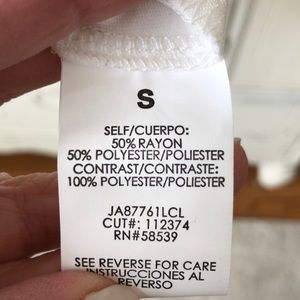 S
SELF/CUERPO:
50% RAYON
50% POLYESTER/POLIESTER
CONTRAST/CONTRASTE:
100% POLYESTER/POLIESTER
JA87761LCL
CUT#: 112374
RN#58539
SEE REVERSE FOR CARE
INSTRUCCIONES AL
REVERSO